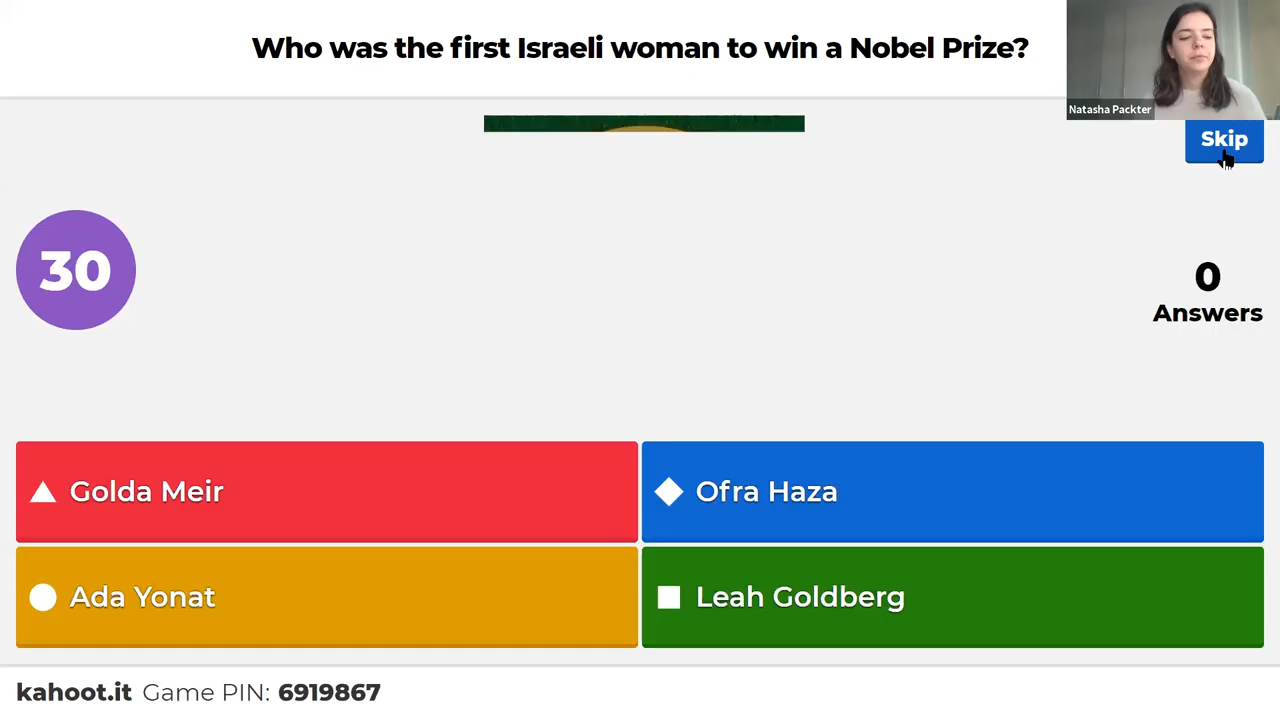 Who was the first Israeli woman to win a Nobel Prize?
Natasha Packter
Skip
30
0
Answers
Golda Meir
Ofra Haza
Ada Yonat
Leah Goldberg
kahoot.it Game PIN: 6919867